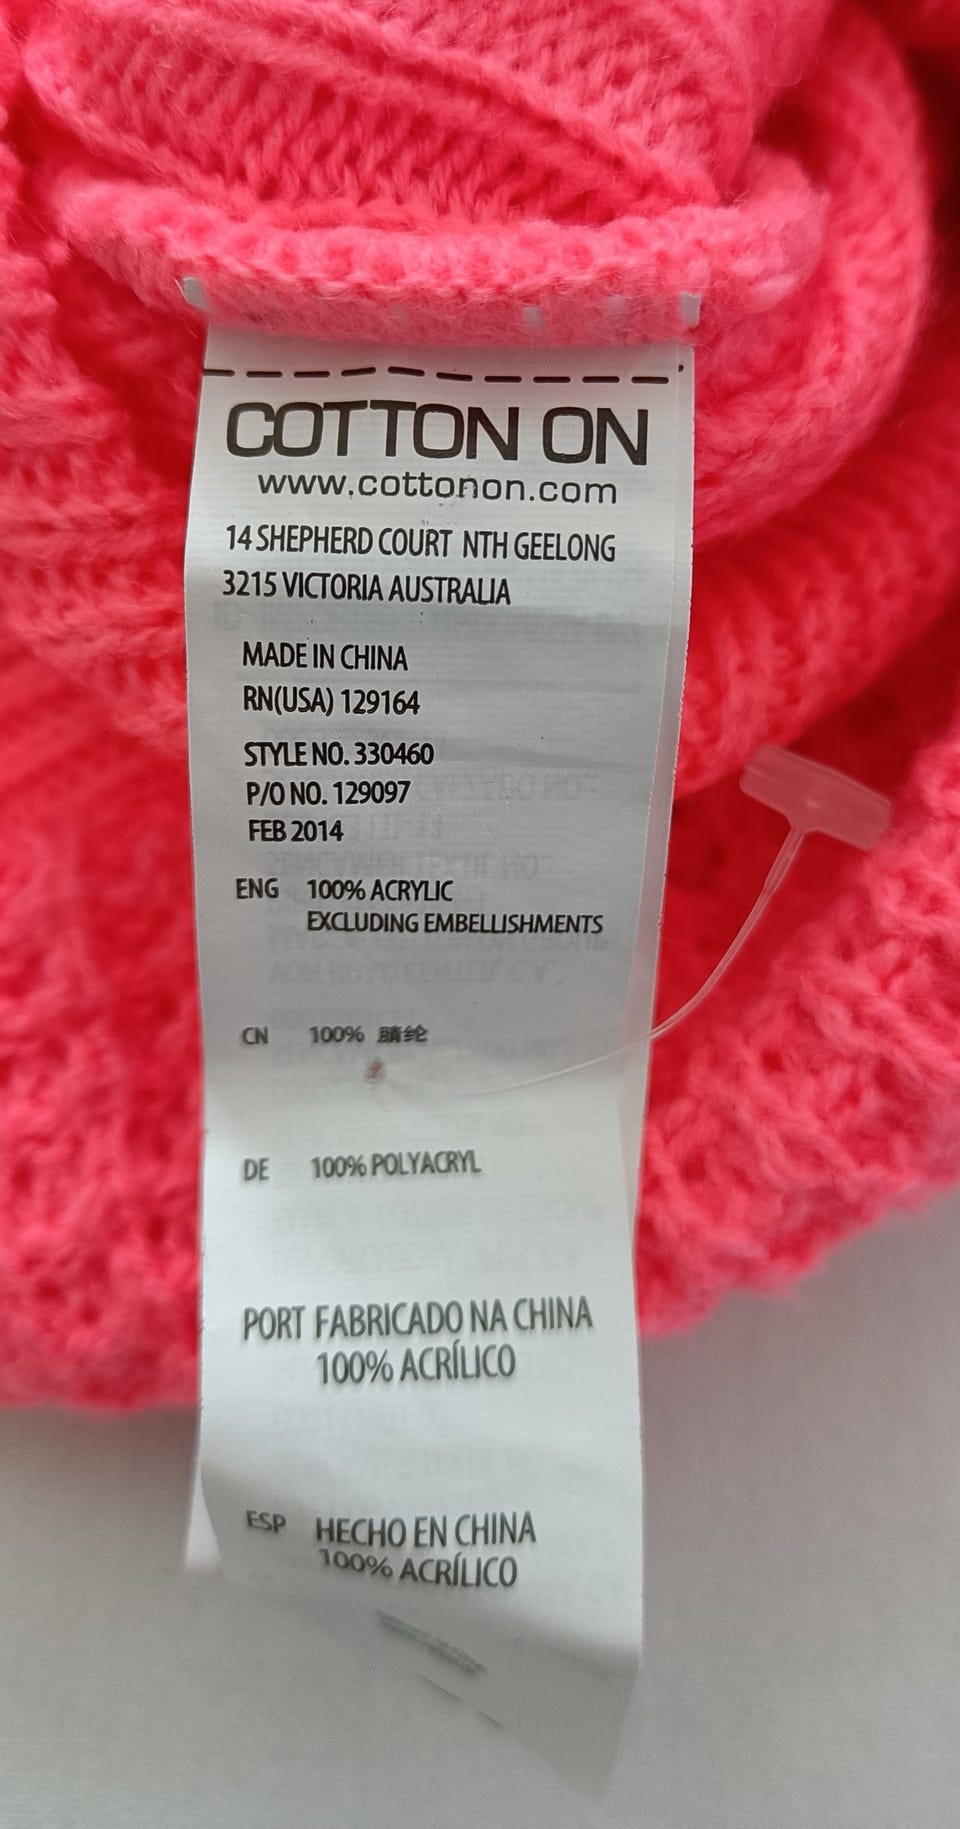 COTTON ON
www.cottonon.com
14 SHEPHERD COURT NTH GEELONG
3215 VICTORIA AUSTRALIA
MADE IN CHINA
RN(USA) 129164
STYLE NO. 330460
P/O NO. 129097
FEB 2014
ENG 100% ACRYLIC
EXCLUDING EMBELLISHMENTS
CN 100% 腈纶
DE 100% POLYACRYL
PORT FABRICADO NA CHINA
100% ACRÍLICO
ESP HECHO EN CHINA
100% ACRÍLICO